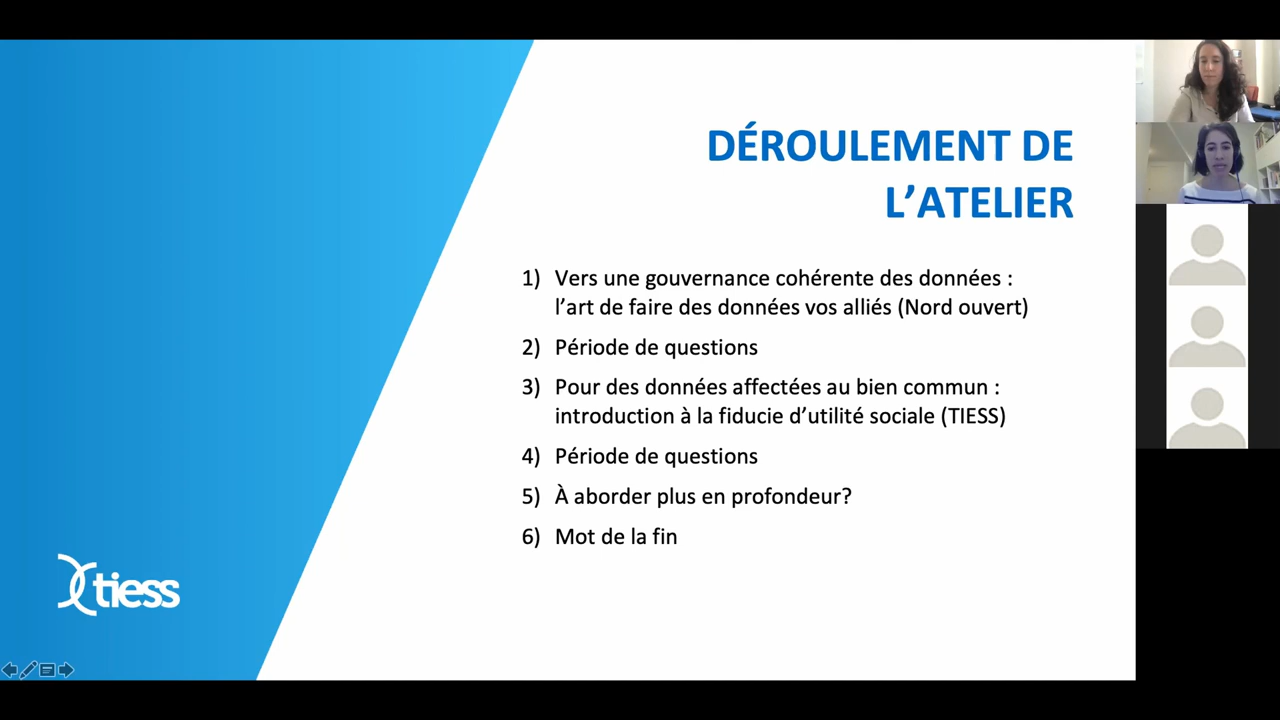 DÉROULEMENT DE
L’ATELIER
1) Vers une gouvernance cohérente des données :
l’art de faire des données vos alliés (Nord ouvert)
2) Période de questions
3) Pour des données affectées au bien commun :
introduction à la fiducie d’utilité sociale (TIESS)
4) Période de questions
5) À aborder plus en profondeur?
6) Mot de la fin
tiess